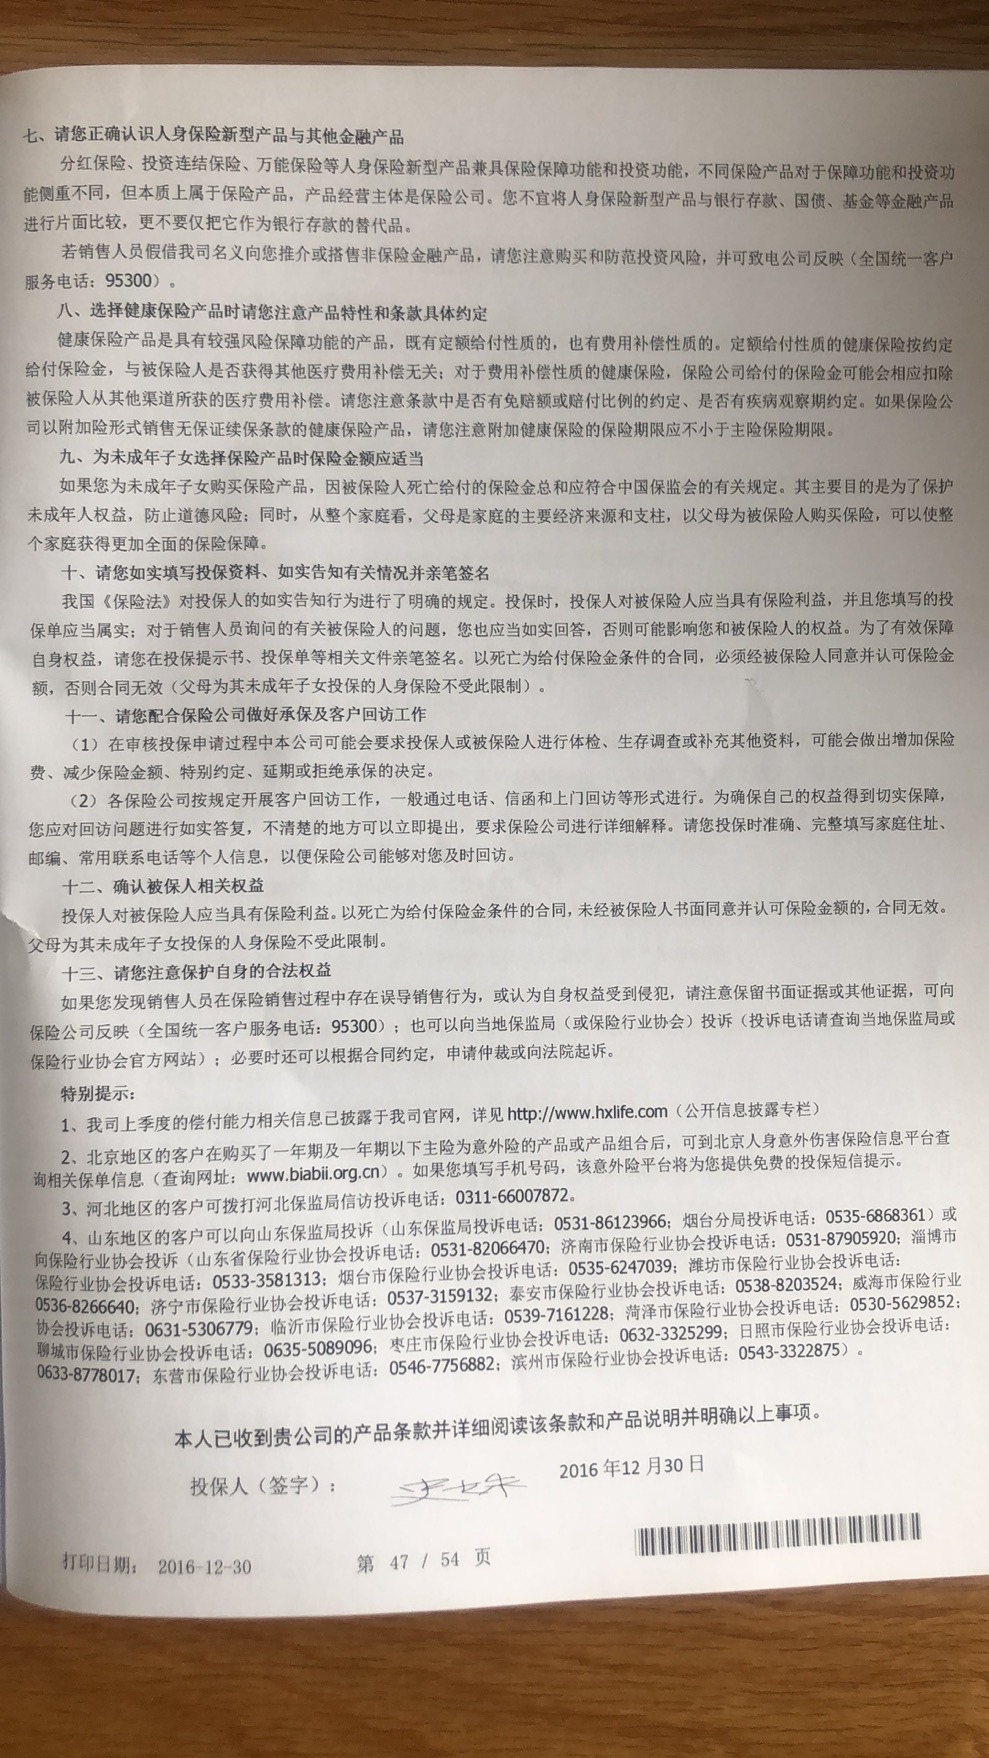 七、请您正确认识人身保险新型产品与其他金融产品
分红保险、投资连结保险、万能保险等人身保险新型产品兼具保险保障功能和投资功能，不同保险产品对于保障功能和投资功
能侧重不同，但本质上属于保险产品，产品经营主体是保险公司。您不宜将人身保险新型产品与银行存款、国债、基金等金融产品
进行片面比较，更不要仅把它作为银行存款的替代品。
若销售人员假借我司名义向您推介或搭售非保险金融产品，请您注意购买和防范投资风险，并可致电公司反映（全国统一客户
服务电话：95300）。
八、选择健康保险产品时请您注意产品特性和条款具体约定
健康保险产品是具有较强风险保障功能的产品，既有定额给付性质的，也有费用补偿性质的。定额给付性质的健康保险按约定
给付保险金，与被保险人是否获得其他医疗费用补偿无关；对于费用补偿性质的健康保险，保险公司给付的保险金可能会相应扣除
被保险人从其他渠道所获的医疗费用补偿。请您注意条款中是否有免赔额或赔付比例的约定、是否有疾病观察期约定。如果保险公
司以附加险形式销售无保证续保条款的健康保险产品，请您注意附加健康保险的保险期限应不小于主险保险期限。
九、为未成年子女选择保险产品时保险金额应适当
如果您为未成年子女购买保险产品，因被保险人死亡给付的保险金总和应符合中国保监会的有关规定。其主要目的是为了保护
未成年人权益，防止道德风险；同时，从整个家庭看，父母是家庭的主要经济来源和支柱，以父母为被保险人购买保险，可以使整
个家庭获得更加全面的保险保障。
十、请您如实填写投保资料、如实告知有关情况并亲笔签名
我国《保险法》对投保人的如实告知行为进行了明确的规定。投保时，投保人对被保险人应当具有保险利益，并且您填写的投
保单应当属实；对于销售人员询问的有关被保险人的问题，您也应当如实回答，否则可能影响您和被保险人的权益。为了有效保障
自身权益，请您在投保提示书、投保单等相关文件亲笔签名。以死亡为给付保险金条件的合同，必须经被保险人同意并认可保险金
额，否则合同无效（父母为其未成年子女投保的人身保险不受此限制）。
十一、请您配合保险公司做好承保及客户回访工作
（1）在审核投保申请过程中本公司可能会要求投保人或被保险人进行体检、生存调查或补充其他资料，可能会做出增加保险
费、减少保险金额、特别约定、延期或拒绝承保的决定。
（2）各保险公司按规定开展客户回访工作，一般通过电话、信函和上门回访等形式进行。为确保自己的权益得到切实保障，
您应对回访问题进行如实答复，不清楚的地方可以立即提出，要求保险公司进行详细解释。请您投保时准确、完整填写家庭住址、
邮编、常用联系电话等个人信息，以便保险公司能够对您及时回访。
十二、确认被保人相关权益
投保人对被保险人应当具有保险利益。以死亡为给付保险金条件的合同，未经被保险人书面同意并认可保险金额的，合同无效。
父母为其未成年子女投保的人身保险不受此限制。
十三、请您注意保护自身的合法权益
如果您发现销售人员在保险销售过程中存在误导销售行为，或认为自身权益受到侵犯，请注意保留书面证据或其他证据，可向
保险公司反映（全国统一客户服务电话：95300）；也可以向当地保监局（或保险行业协会）投诉（投诉电话请查询当地保监局或
保险行业协会官方网站）；必要时还可以根据合同约定，申请仲裁或向法院起诉。
特别提示：
1、我司上季度的偿付能力相关信息已披露于我司官网，详见 http://www.hxlife.com（公开信息披露专栏）
2、北京地区的客户在购买了一年期及一年期以下主险为意外险的产品或产品组合后，可到北京人身意外伤害保险信息平台查
询相关保单信息（查询网址：www.biabii.org.cn）。如果您填写手机号码，该意外险平台将为您提供免费的投保短信提示。
3、河北地区的客户可拨打河北保监局信访投诉电话：0311-66007872。
4、山东地区的客户可以向山东保监局投诉（山东保监局投诉电话：0531-86123966；烟台分局投诉电话：0535-6868361）或
向保险行业协会投诉（山东省保险行业协会投诉电话：0531-82066470；济南市保险行业协会投诉电话：0531-87905920；淄博市
保险行业协会投诉电话：0533-3581313；烟台市保险行业协会投诉电话：0535-6247039；潍坊市保险行业协会投诉电话：
0536-8266640；济宁市保险行业协会投诉电话：0537-3159132；泰安市保险行业协会投诉电话：0538-8203524；威海市保险行业
协会投诉电话：0631-5306779；临沂市保险行业协会投诉电话：0539-7161228；菏泽市保险行业协会投诉电话：0530-5629852；
聊城市保险行业协会投诉电话：0635-5089096；枣庄市保险行业协会投诉电话：0632-3325299；日照市保险行业协会投诉电话：
0633-8778017；东营市保险行业协会投诉电话：0546-7756882；滨州市保险行业协会投诉电话：0543-3322875）。
本人已收到贵公司的产品条款并详细阅读该条款和产品说明并明确以上事项。
投保人（签字）：
2016 年12 月30 日
打印日期： 2016-12-30
第 47 / 54 页